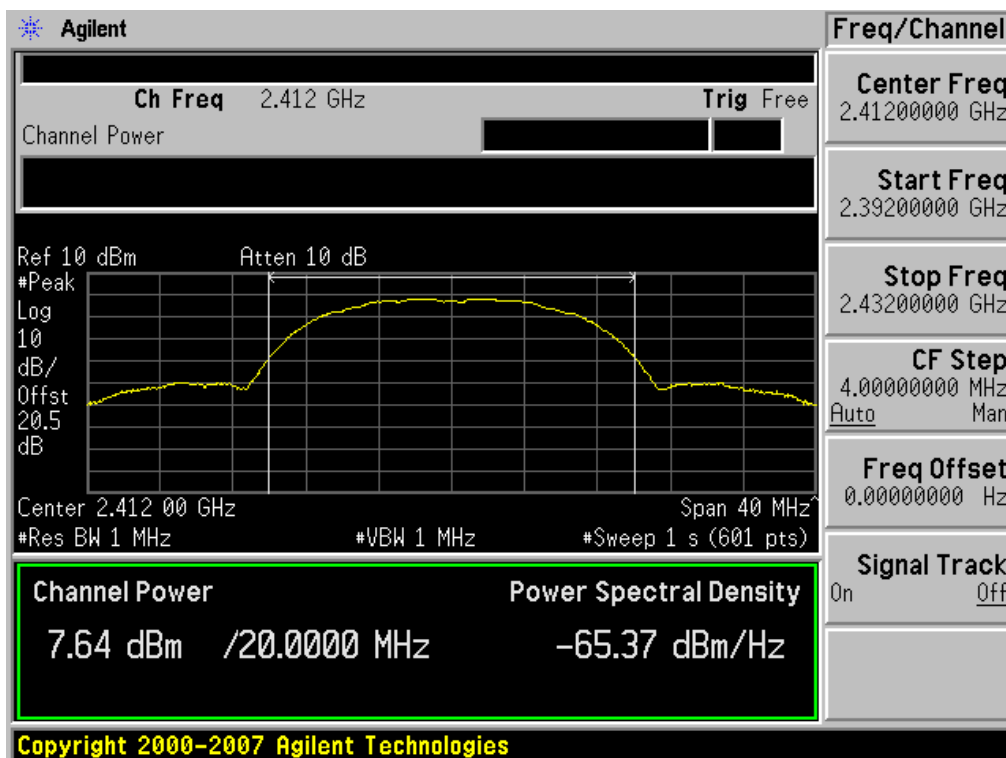 Agilent
Freq/Channel
Ch Freq 2.412 GHz Trig Free
Channel Power
Center Freq
2.41200000 GHz
Start Freq
2.39200000 GHz
Stop Freq
2.43200000 GHz
CF Step
4.00000000 MHz
Auto Man
Freq Offset
0.00000000 Hz
Signal Track
On Off
Ref 10 dBm Atten 10 dB
#Peak
Log
10
dB/
Offst
20.5
dB
Center 2.412 00 GHz Span 40 MHz^
#Res BW 1 MHz #VBW 1 MHz #Sweep 1 s (601 pts)
Channel Power Power Spectral Density
7.64 dBm /20.0000 MHz -65.37 dBm/Hz
Copyright 2000-2007 Agilent Technologies